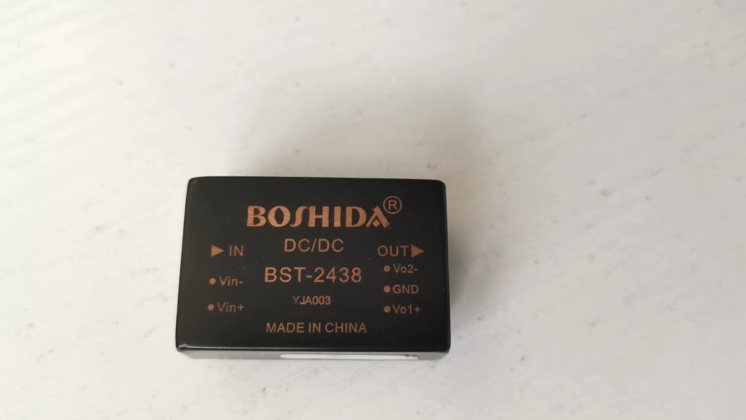 BOSHIDA®
DC/DC
▶ IN
OUT▶
BST-2438
• Vin-
• Vin+
• Vo2-
• GND
• Vo1+
YJA003
MADE IN CHINA